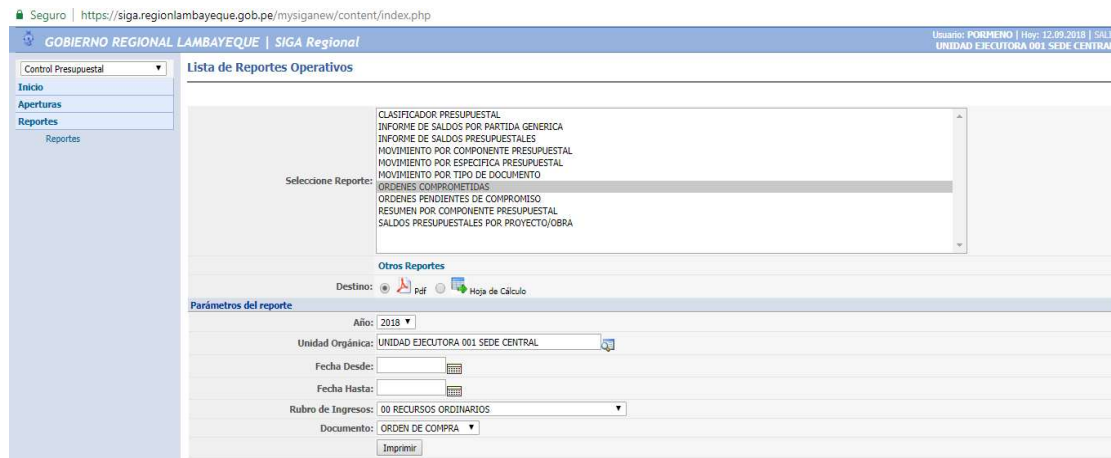 Seguro | https://siga.regionlambayeque.gob.pe/mysiganew/content/index.php
GOBIERNO REGIONAL LAMBAYEQUE | SIGA Regional
Usuario: PORMENO | Hoy: 12.09.2018 |
UNIDAD EJECUTORA 001 SEDE CENTRAL
Control Presupuestal
Inicio
Aperturas
Reportes
Reportes
Lista de Reportes Operativos
Seleccione Reporte:
CLASIFICADOR PRESUPUESTAL
INFORME DE SALDOS POR PARTIDA GENERICA
INFORME DE SALDOS PRESUPUESTALES
MOVIMIENTO POR COMPONENTE PRESUPUESTAL
MOVIMIENTO POR ESPECIFICA PRESUPUESTAL
MOVIMIENTO POR TIPO DE DOCUMENTO
ORDENES COMPROMETIDAS
ORDENES PENDIENTES DE COMPROMISO
RESUMEN POR COMPONENTE PRESUPUESTAL
SALDOS PRESUPUESTALES POR PROYECTO/OBRA
Otros Reportes
Destino: Pdf Hoja de Cálculo
Parámetros del reporte
Año: 2018
Unidad Orgánica: UNIDAD EJECUTORA 001 SEDE CENTRAL
Fecha Desde:
Fecha Hasta:
Rubro de Ingresos: 00 RECURSOS ORDINARIOS
Documento: ORDEN DE COMPRA
Imprimir